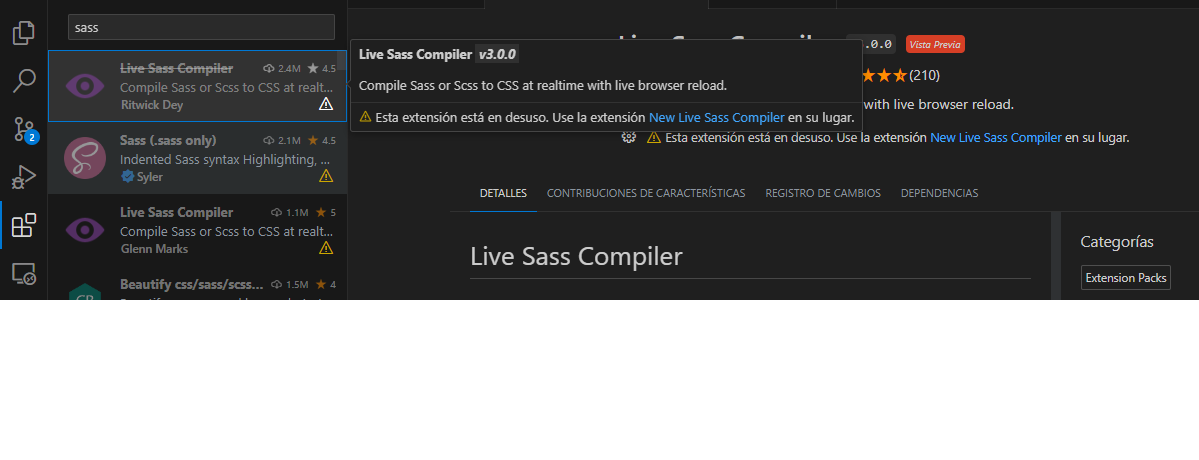 sass
Live Sass Compiler 2.4M ★ 4.5
Compile Sass or Scss to CSS at realt...
Ritwick Dey
Sass (.sass only) 2.1M ★ 4.5
Indented Sass syntax Highlighting, ...
Syler
Live Sass Compiler 1.1M ★ 5
Compile Sass or Scss to CSS at realt...
Glenn Marks
Beautify css/sass/scss... 1.5M ★ 4
2
Live Sass Compiler v3.0.0
Compile Sass or Scss to CSS at realtime with live browser reload.
Esta extensión está en desuso. Use la extensión New Live Sass Compiler en su lugar.
.0.0 Vista Previa
(210)
with live browser reload.
Esta extensión está en desuso. Use la extensión New Live Sass Compiler en su lugar.
DETALLES CONTRIBUCIONES DE CARACTERÍSTICAS REGISTRO DE CAMBIOS DEPENDENCIAS
Live Sass Compiler
Categorías
Extension Packs